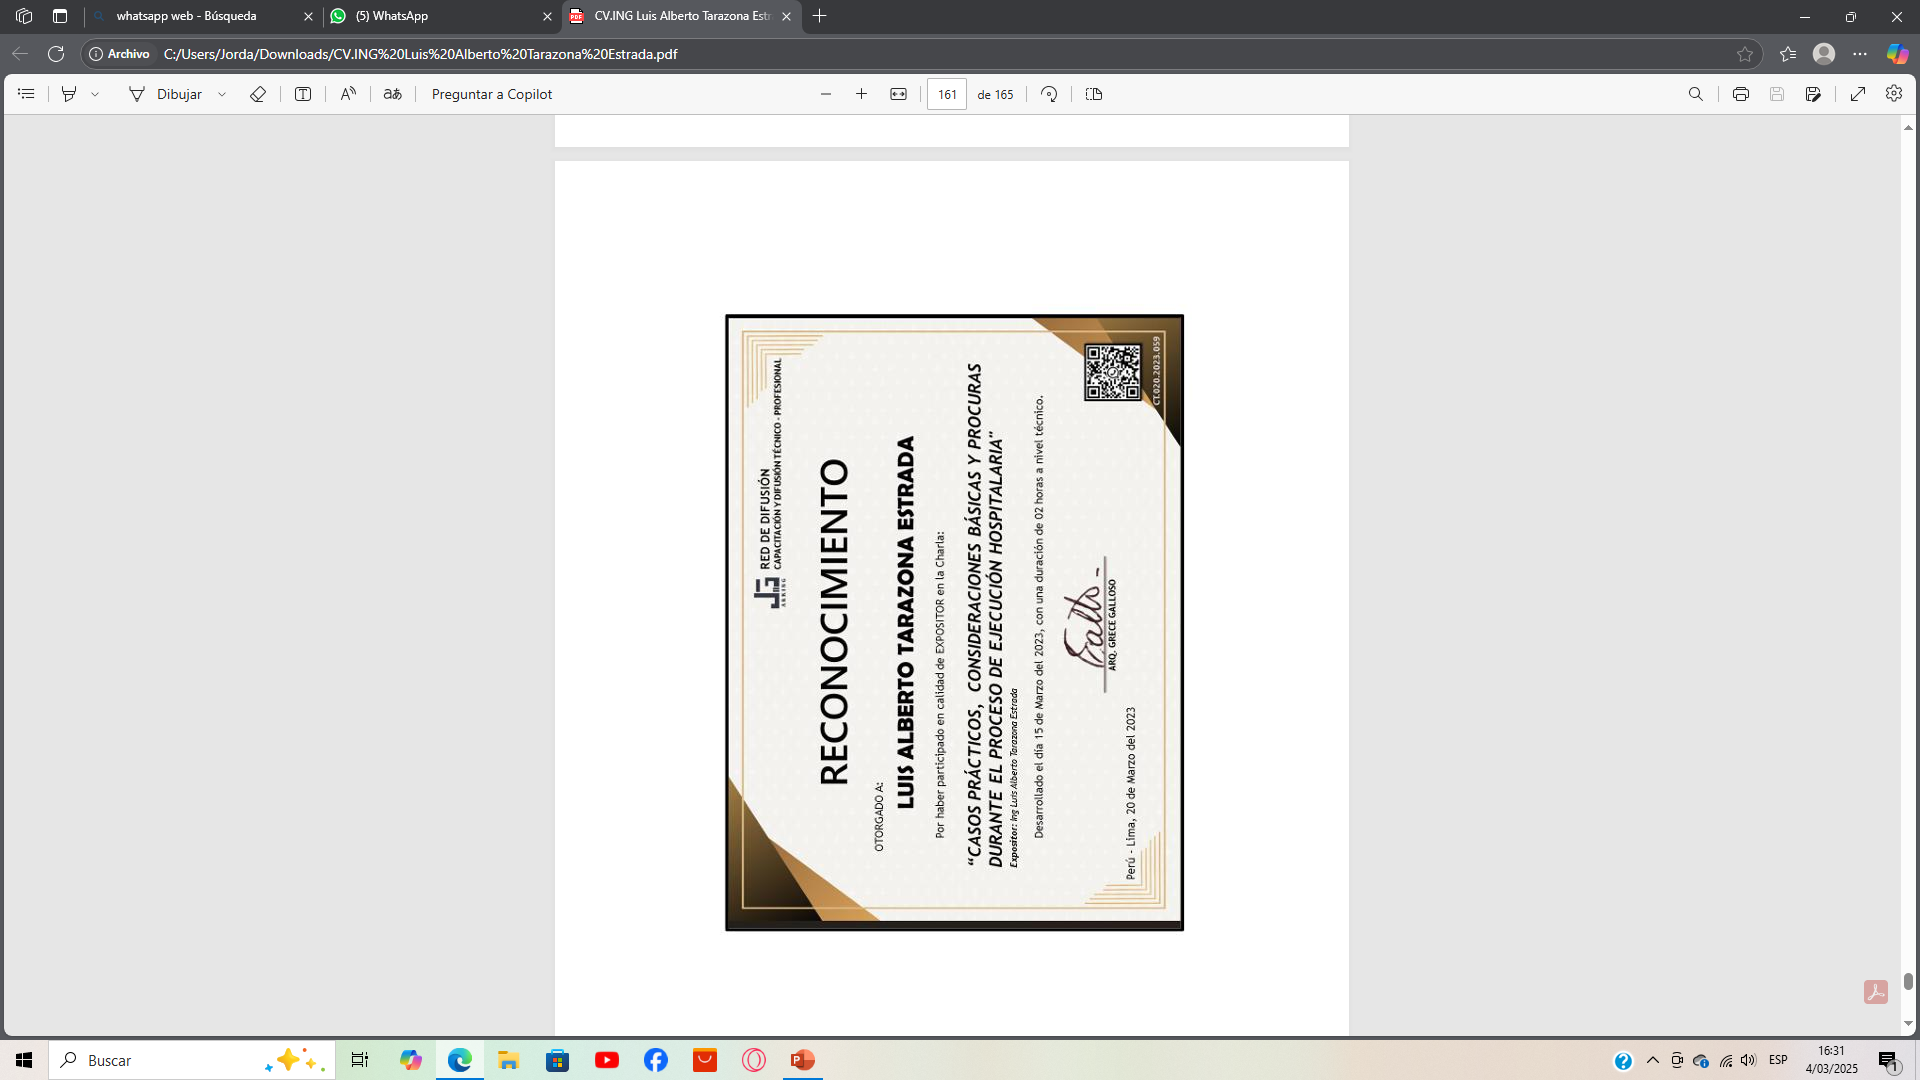 whatsapp web - Búsqueda
(5) WhatsApp
CV.ING Luis Alberto Tarazona Estr
Archivo
C:/Users/Jorda/Downloads/CV.ING%20Luis%20Alberto%20Tarazona%20Estrada.pdf
Dibujar
Preguntar a Copilot
161
de 165
RED DE DIFUSIÓN
CAPACITACIÓN Y DIFUSIÓN TÉCNICO - PROFESIONAL
ARKING
RECONOCIMIENTO
OTORGADO A:
LUIS ALBERTO TARAZONA ESTRADA
Por haber participado en calidad de EXPOSITOR en la Charla:
“CASOS PRÁCTICOS, CONSIDERACIONES BÁSICAS Y PROCURAS
DURANTE EL PROCESO DE EJECUCIÓN HOSPITALARIA”
Expositor: Ing Luis Alberto Tarazona Estrada
Desarrollado el día 15 de Marzo del 2023, con una duración de 02 horas a nivel técnico.
ARQ. GRECE GALLOSO
Perú - Lima, 20 de Marzo del 2023
CT.020.2023.059
Buscar
ESP
16:31
4/03/2025
1